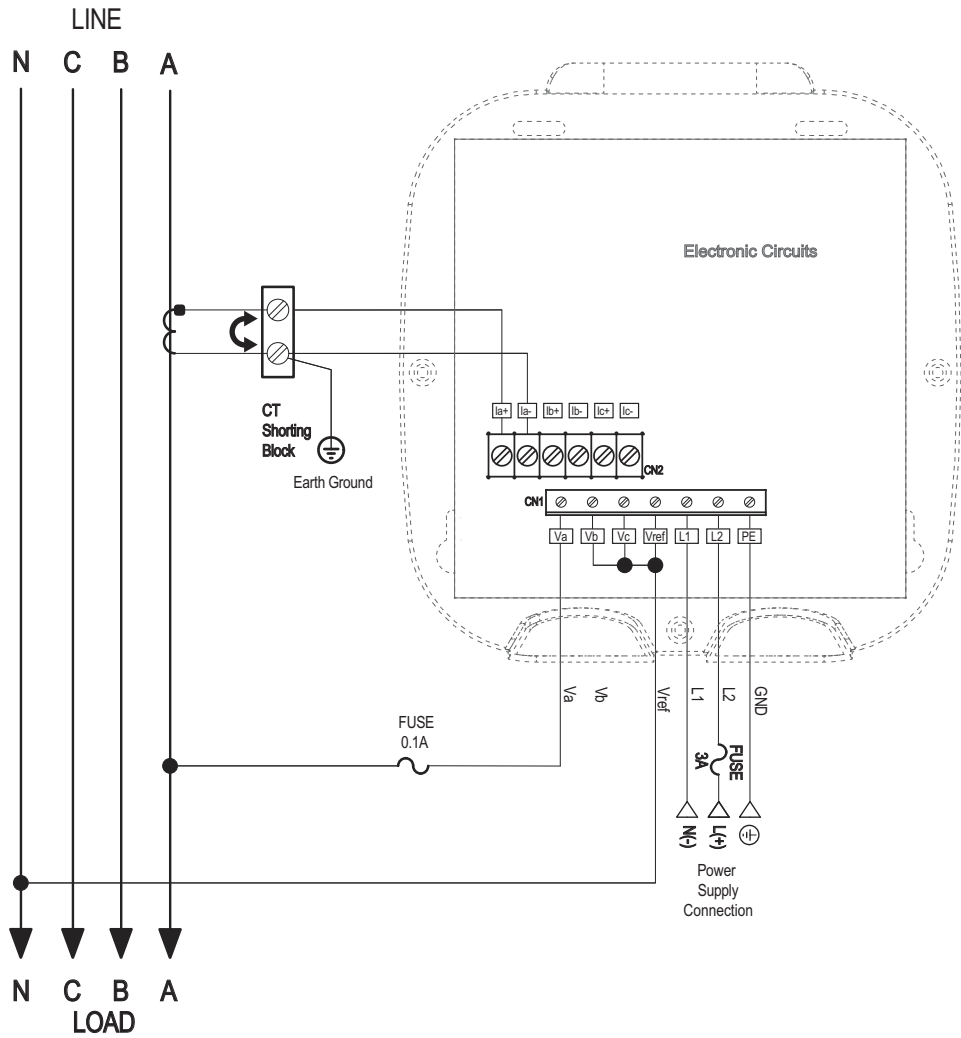 LINE
N C B A
Electronic Circuits
CT
Shorting
Block
Earth Ground
Ia+ Ia- Ib+ Ib- Ic+ Ic-
CN2
CN1
Va Vb Vc Vref L1 L2 PE
Va Vb Vref L1 L2 GND
FUSE
0.1A
FUSE
3A
N(-) L(+)
Power
Supply
Connection
N C B A
LOAD